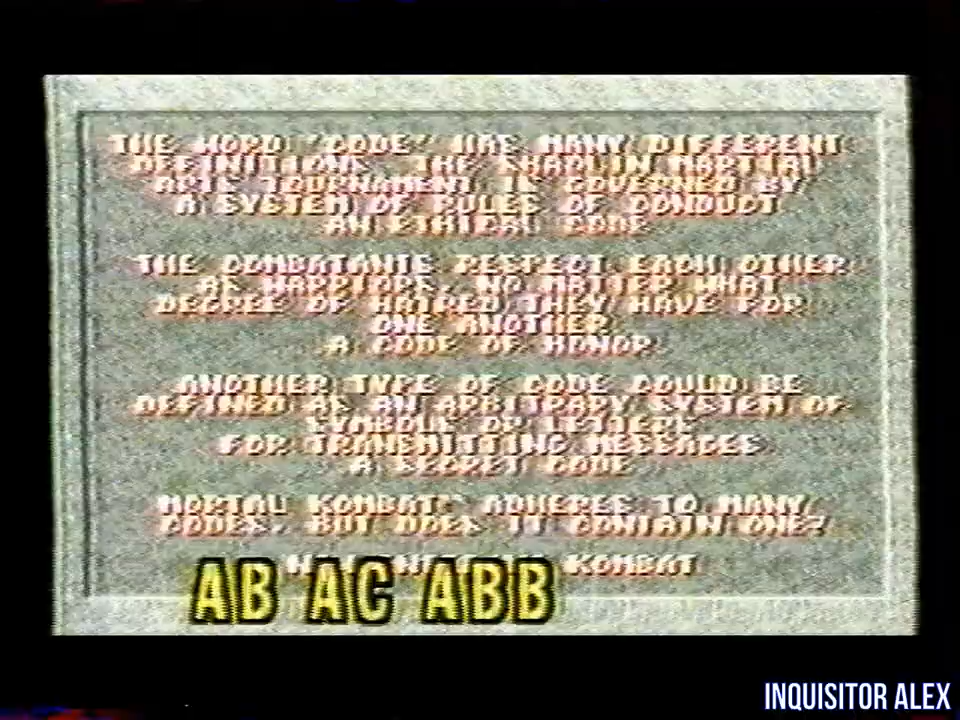 THE WORD "CODE" HAS MANY DIFFERENT
DEFINITIONS. THE SHAOLIN MARTIAL
ARTS TOURNAMENT IS GOVERNED BY
A SYSTEM OF RULES OF CONDUCT
AN ETHICAL CODE
THE COMBATANTS RESPECT EACH OTHER
AS WARRIORS, NO MATTER WHAT
DEGREE OF HATRED THEY HAVE FOR
ONE ANOTHER
A CODE OF HONOR
ANOTHER TYPE OF CODE COULD BE
DEFINED AS AN ARBITRARY SYSTEM OF
SYMBOLS OR LETTERS
FOR TRANSMITTING MESSAGES
A SECRET CODE
MORTAL KOMBAT™ ADHERES TO MANY
CODES, BUT DOES IT CONTAIN ONE?
KOMBAT
AB AC ABB
INQUISITOR ALEX